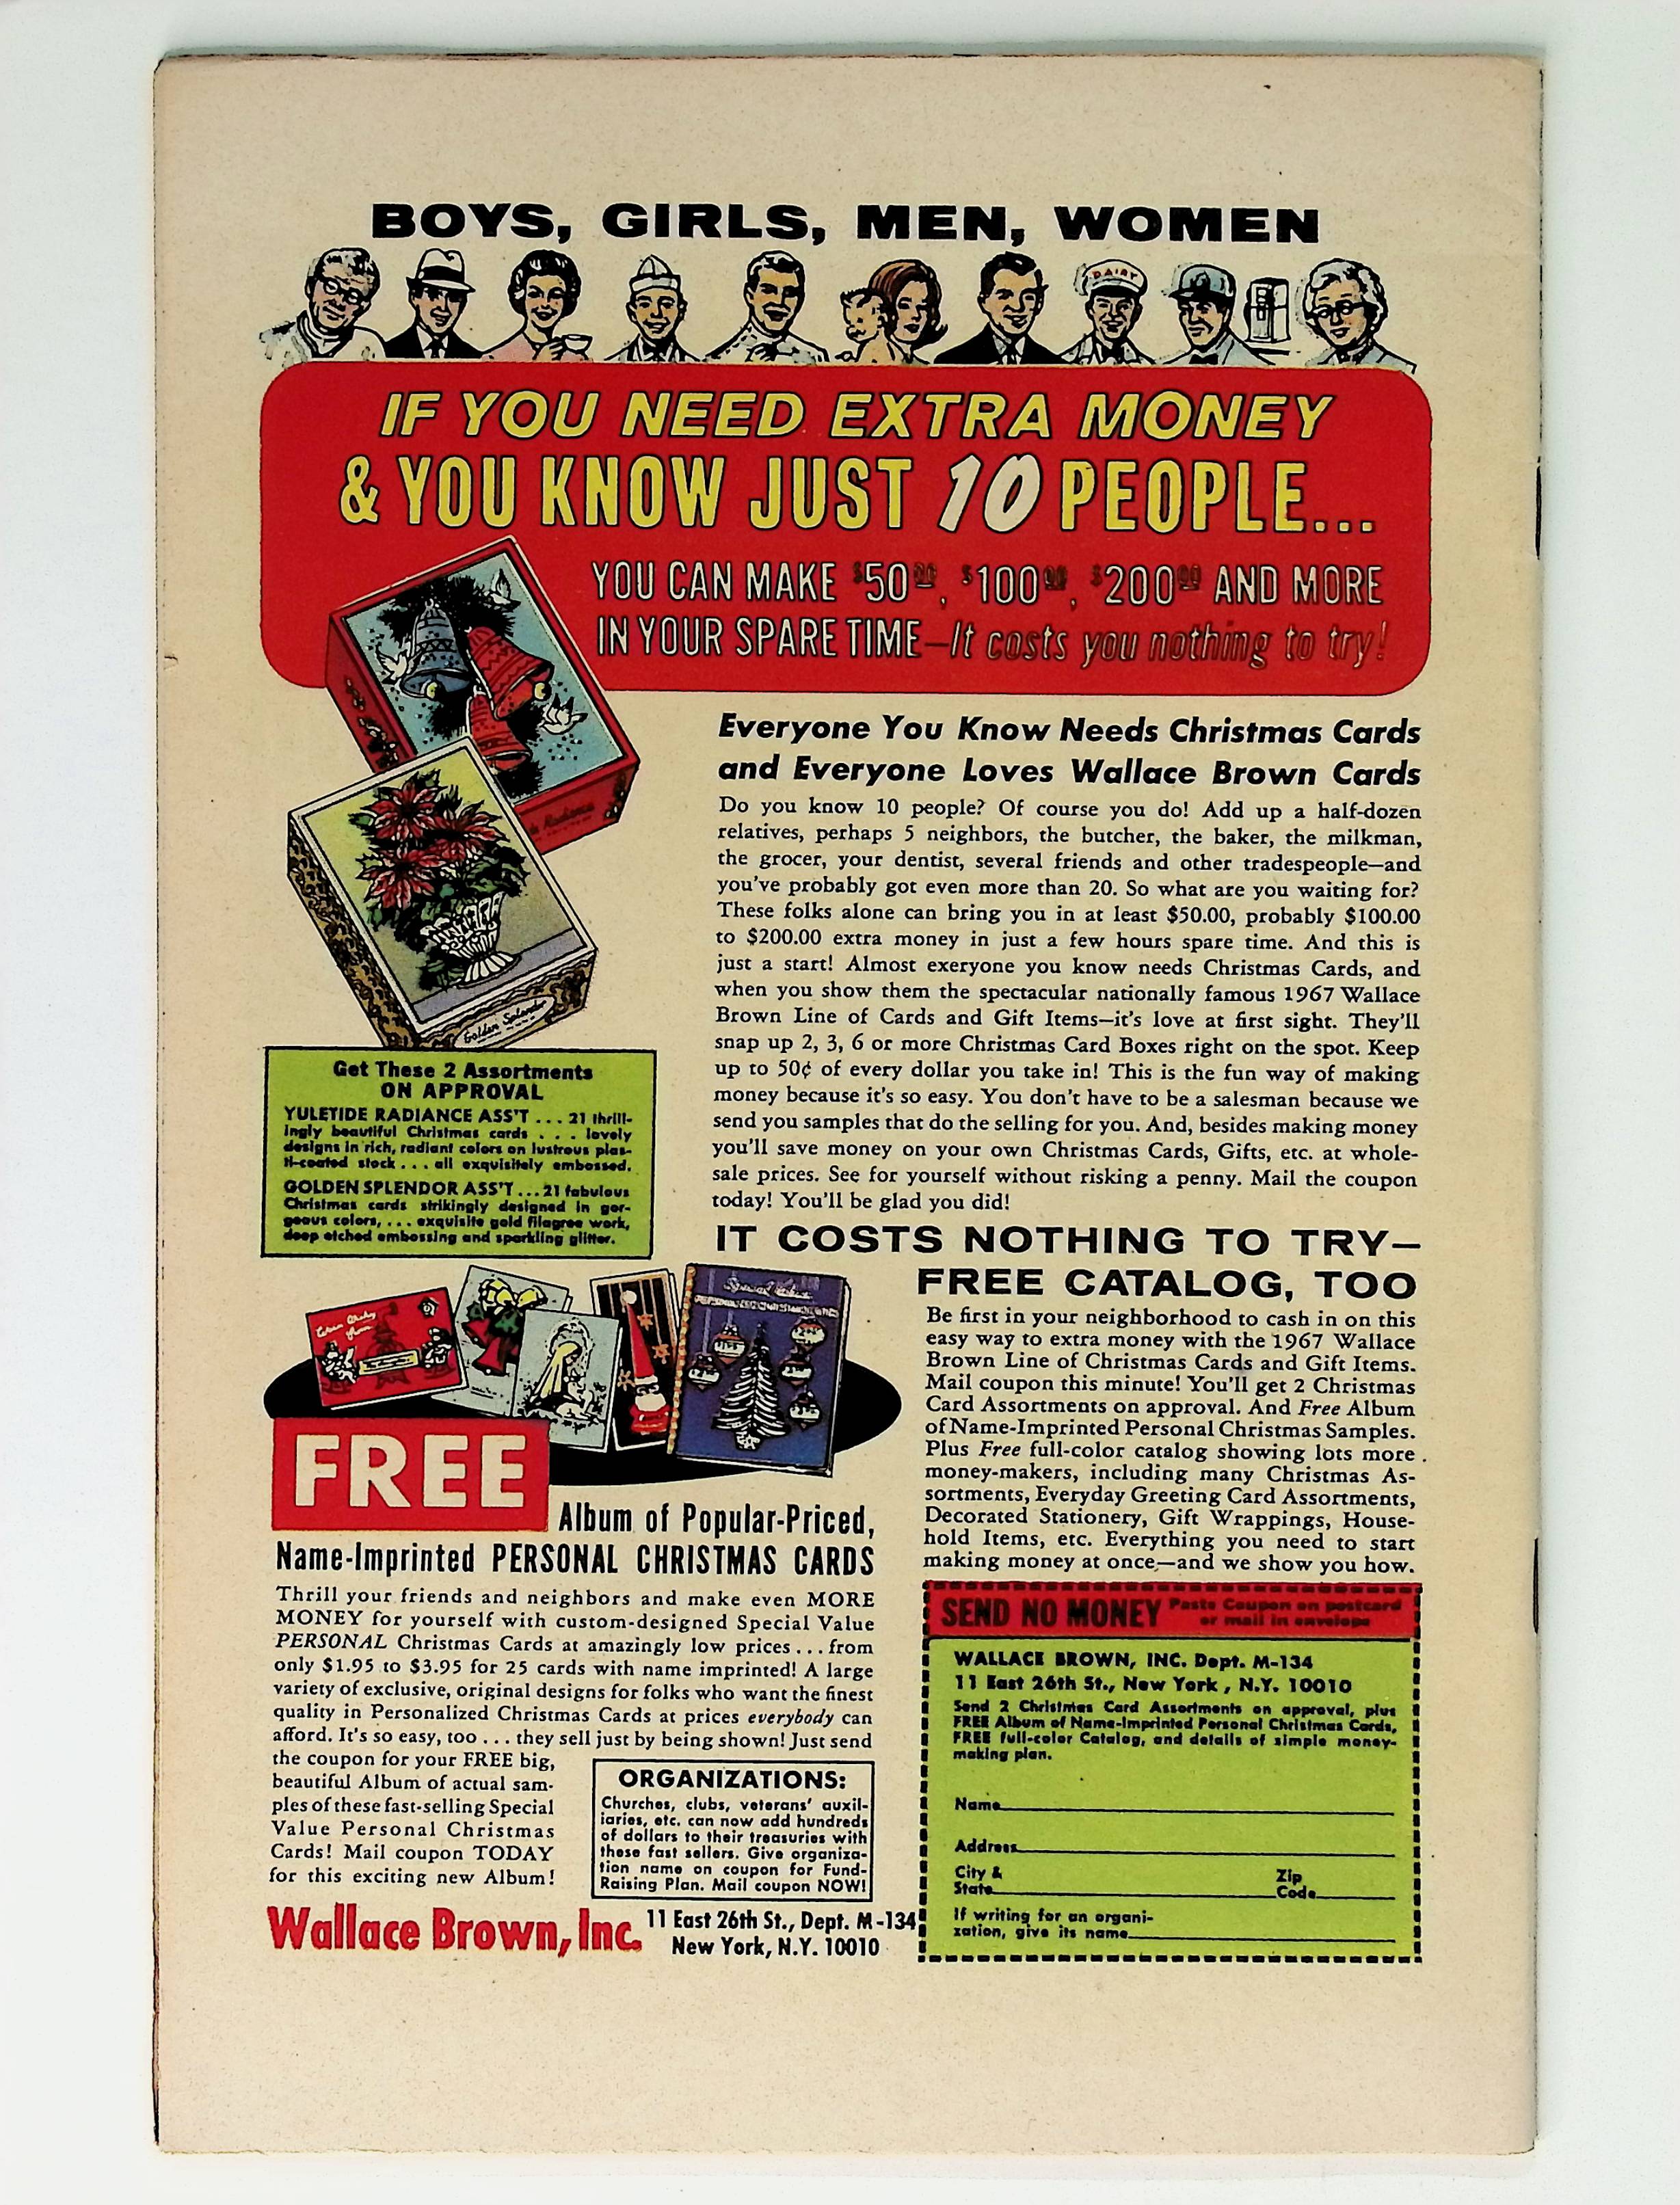 BOYS, GIRLS, MEN, WOMEN
DAIRY
IF YOU NEED EXTRA MONEY
& YOU KNOW JUST 10 PEOPLE...
YOU CAN MAKE $50.00, $100.00, $200.00 AND MORE
IN YOUR SPARE TIME—It costs you nothing to try!
Radiance
Golden Splendor
Get These 2 Assortments
ON APPROVAL
YULETIDE RADIANCE ASS'T . . . 21 thrill-
ingly beautiful Christmas cards . . . lovely
designs in rich, radiant colors on lustrous plas-
ti-coated stock . . . all exquisitely embossed.
GOLDEN SPLENDOR ASS'T . . . 21 fabulous
Christmas cards strikingly designed in gor-
geous colors, . . . exquisite gold filagree work,
deep etched embossing and sparkling glitter.
Everyone You Know Needs Christmas Cards
and Everyone Loves Wallace Brown Cards
Do you know 10 people? Of course you do! Add up a half-dozen
relatives, perhaps 5 neighbors, the butcher, the baker, the milkman,
the grocer, your dentist, several friends and other tradespeople—and
you've probably got even more than 20. So what are you waiting for?
These folks alone can bring you in at least $50.00, probably $100.00
to $200.00 extra money in just a few hours spare time. And this is
just a start! Almost exeryone you know needs Christmas Cards, and
when you show them the spectacular nationally famous 1967 Wallace
Brown Line of Cards and Gift Items—it's love at first sight. They'll
snap up 2, 3, 6 or more Christmas Card Boxes right on the spot. Keep
up to 50¢ of every dollar you take in! This is the fun way of making
money because it's so easy. You don't have to be a salesman because we
send you samples that do the selling for you. And, besides making money
you'll save money on your own Christmas Cards, Gifts, etc. at whole-
sale prices. See for yourself without risking a penny. Mail the coupon
today! You'll be glad you did!
IT COSTS NOTHING TO TRY—
FREE CATALOG, TOO
Be first in your neighborhood to cash in on this
easy way to extra money with the 1967 Wallace
Brown Line of Christmas Cards and Gift Items.
Mail coupon this minute! You'll get 2 Christmas
Card Assortments on approval. And Free Album
of Name-Imprinted Personal Christmas Samples.
Plus Free full-color catalog showing lots more
money-makers, including many Christmas As-
sortments, Everyday Greeting Card Assortments,
Decorated Stationery, Gift Wrappings, House-
hold Items, etc. Everything you need to start
making money at once—and we show you how.
FREE
Album of Popular-Priced,
Name-Imprinted PERSONAL CHRISTMAS CARDS
Thrill your friends and neighbors and make even MORE
MONEY for yourself with custom-designed Special Value
PERSONAL Christmas Cards at amazingly low prices . . . from
only $1.95 to $3.95 for 25 cards with name imprinted! A large
variety of exclusive, original designs for folks who want the finest
quality in Personalized Christmas Cards at prices everybody can
afford. It's so easy, too . . . they sell just by being shown! Just send
the coupon for your FREE big,
beautiful Album of actual sam-
ples of these fast-selling Special
Value Personal Christmas
Cards! Mail coupon TODAY
for this exciting new Album!
ORGANIZATIONS:
Churches, clubs, veterans' auxil-
iaries, etc. can now add hundreds
of dollars to their treasuries with
these fast sellers. Give organiza-
tion name on coupon for Fund-
Raising Plan. Mail coupon NOW!
Wallace Brown, Inc. 11 East 26th St., Dept. M-134
New York, N.Y. 10010
SEND NO MONEY Paste Coupon on postcard
or mail in envelope
WALLACE BROWN, INC. Dept. M-134
11 East 26th St., New York, N.Y. 10010
Send 2 Christmas Card Assortments on approval, plus
FREE Album of Name-Imprinted Personal Christmas Cards,
FREE full-color Catalog, and details of simple money-
making plan.
Name
Address
City & State
Zip Code
If writing for an organi-
zation, give its name